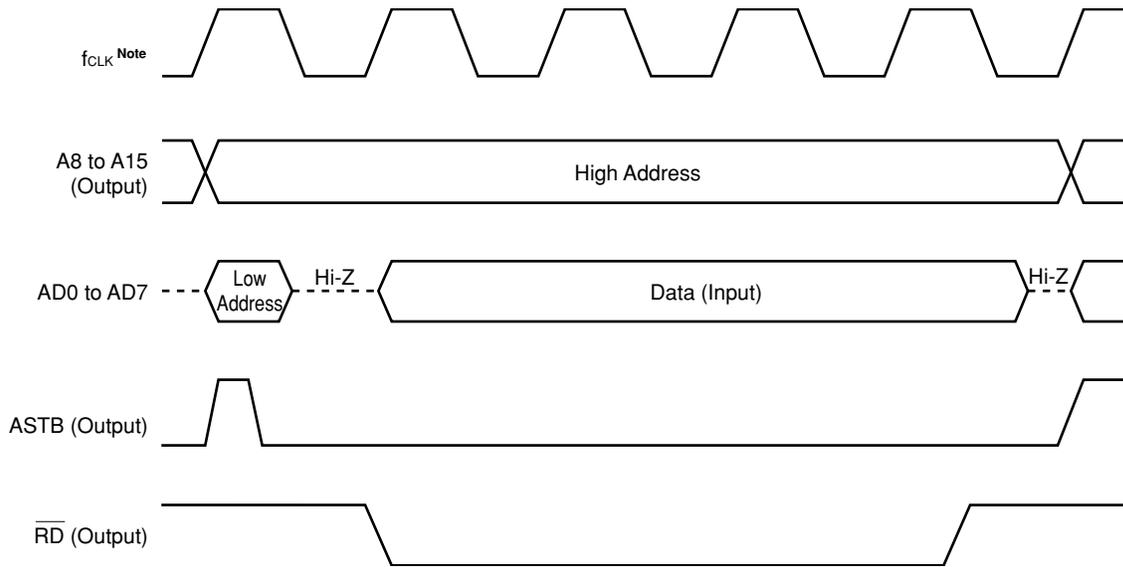 fCLK Note
A8 to A15
(Output)
High Address
AD0 to AD7
Low
Address
Hi-Z
Data (Input)
Hi-Z
ASTB (Output)
R̅D̅ (Output)